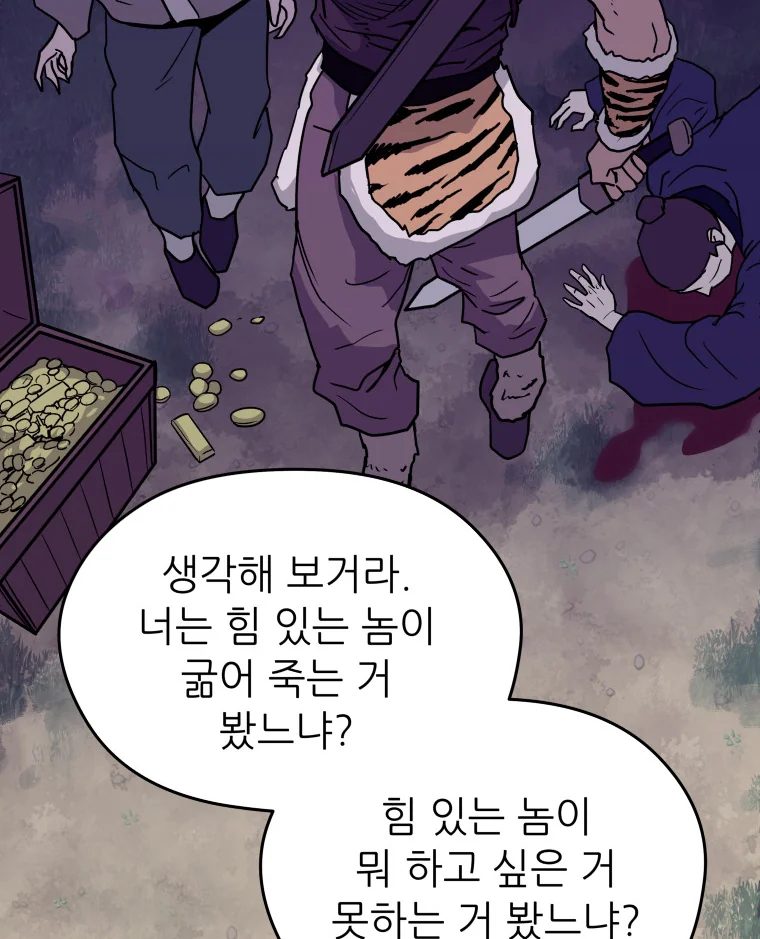 생각해 보거라.
너는 힘 있는 놈이
굶어 죽는 거
봤느냐?
힘 있는 놈이
뭐 하고 싶은 거
못하는 거 봤느냐?